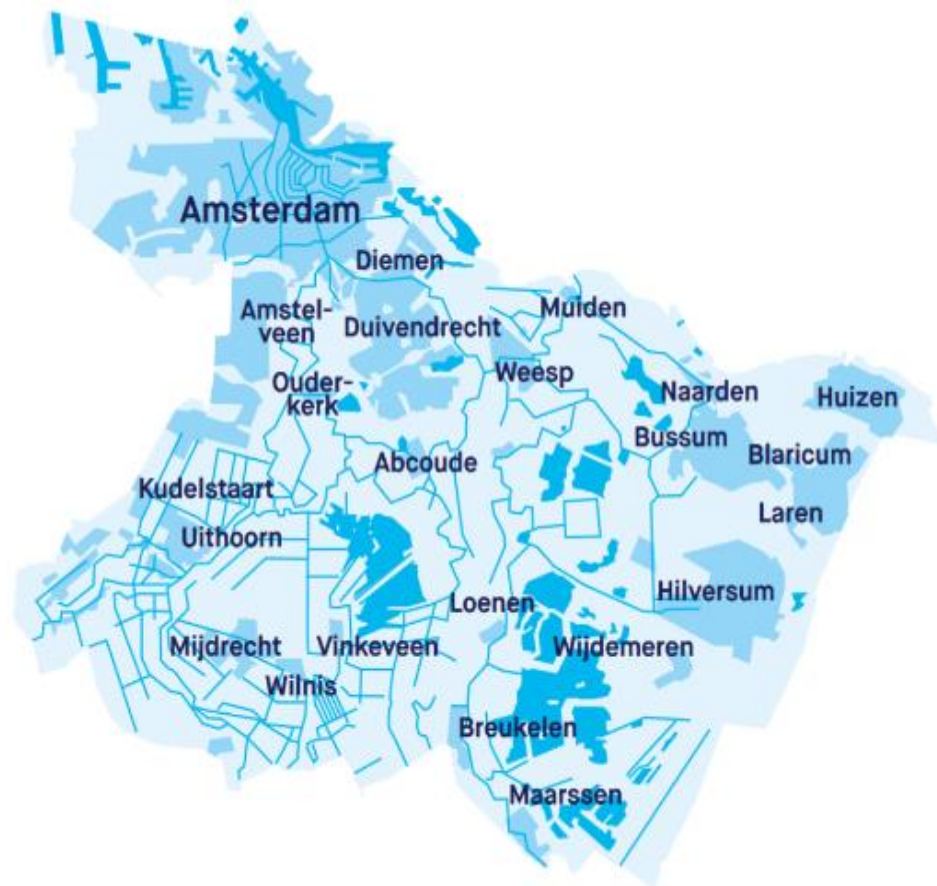 Amsterdam
Diemen
Amstel-
veen
Duivendrecht
Muiden
Ouder-
kerk
Weesp
Naarden
Huizen
Bussum
Blaricum
Abcoude
Kudelstaart
Laren
Uithoorn
Loenen
Hilversum
Mijdrecht
Vinkeveen
Wijdemeren
Wilnis
Breukelen
Maarssen